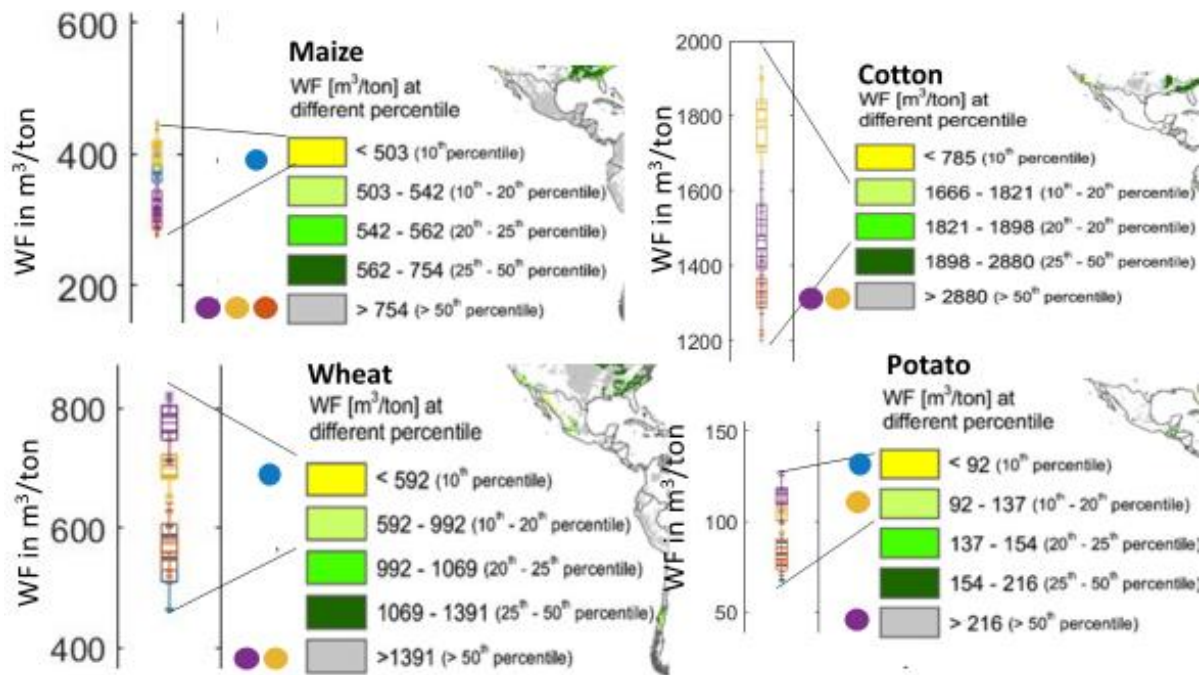 600
400
200
WF in m³/ton
Maize
WF [m³/ton] at
different percentile
< 503 (10th percentile)
503 - 542 (10th - 20th percentile)
542 - 562 (20th - 25th percentile)
562 - 754 (25th - 50th percentile)
> 754 (> 50th percentile)
2000
1800
1600
1400
1200
WF in m³/ton
Cotton
WF [m³/ton] at
different percentile
< 785 (10th percentile)
1666 - 1821 (10th - 20th percentile)
1821 - 1898 (20th - 20th percentile)
1898 - 2880 (25th - 50th percentile)
> 2880 (> 50th percentile)
800
600
400
WF in m³/ton
Wheat
WF [m³/ton] at
different percentile
< 592 (10th percentile)
592 - 992 (10th - 20th percentile)
992 - 1069 (20th - 25th percentile)
1069 - 1391 (25th - 50th percentile)
>1391 (> 50th percentile)
150
100
50
WF in m³/ton
Potato
WF [m³/ton] at
different percentile
< 92 (10th percentile)
92 - 137 (10th - 20th percentile)
137 - 154 (20th - 25th percentile)
154 - 216 (25th - 50th percentile)
> 216 (> 50th percentile)